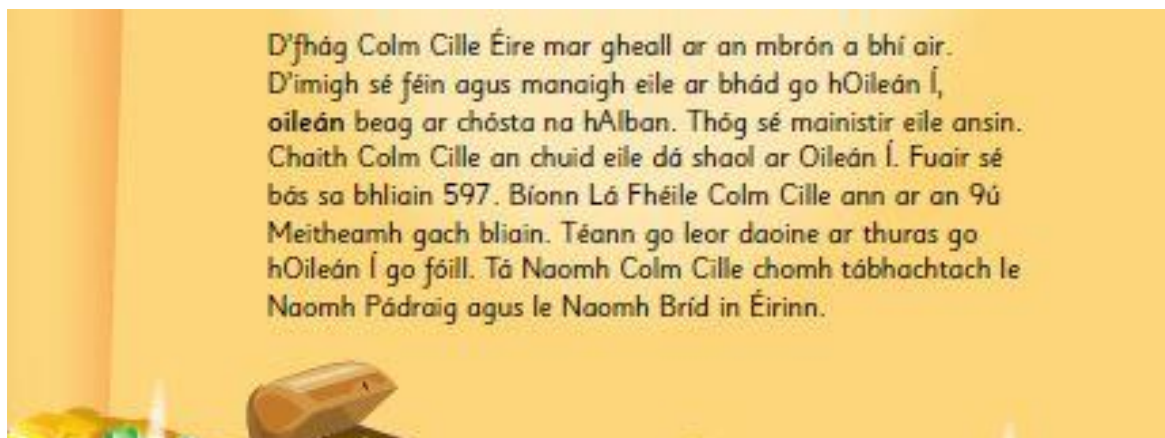 D'fhág Colm Cille Éire mar gheall ar an mbrón a bhí air.
D'imigh sé féin agus manaigh eile ar bhád go hOileán Í,
oileán beag ar chósta na hAlban. Thóg sé mainistir eile ansin.
Chaith Colm Cille an chuid eile dá shaol ar Oileán Í. Fuair sé
bás sa bhliain 597. Bíonn Lá Fhéile Colm Cille ann ar an 9ú
Meitheamh gach bliain. Téann go leor daoine ar thuras go
hOileán Í go fóill. Tá Naomh Colm Cille chomh tábhachtach le
Naomh Pádraig agus le Naomh Bríd in Éirinn.